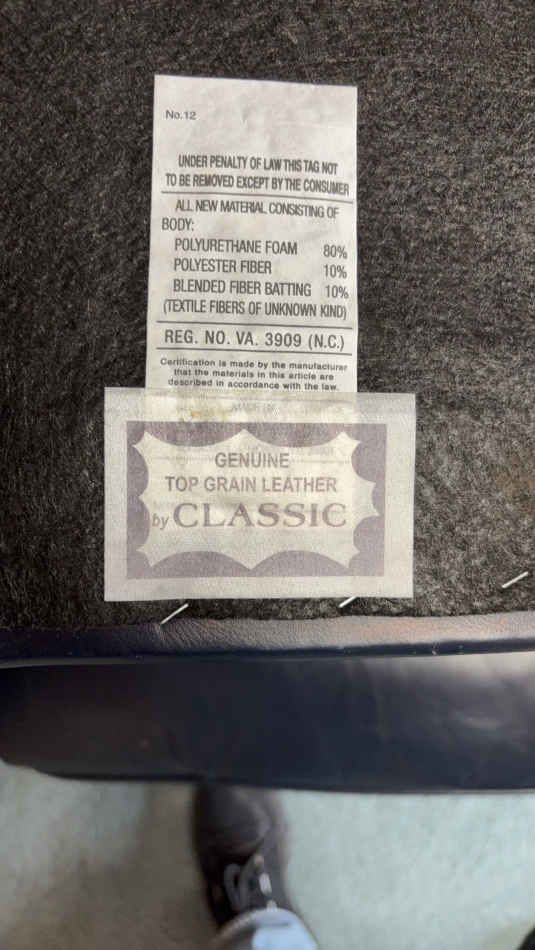 No.12
UNDER PENALTY OF LAW THIS TAG NOT
TO BE REMOVED EXCEPT BY THE CONSUMER
ALL NEW MATERIAL CONSISTING OF
BODY:
POLYURETHANE FOAM 80%
POLYESTER FIBER 10%
BLENDED FIBER BATTING 10%
(TEXTILE FIBERS OF UNKNOWN KIND)
REG. NO. VA. 3909 (N.C.)
Certification is made by the manufacturer
that the materials in this article are
described in accordance with the law.
GENUINE
TOP GRAIN LEATHER
by CLASSIC